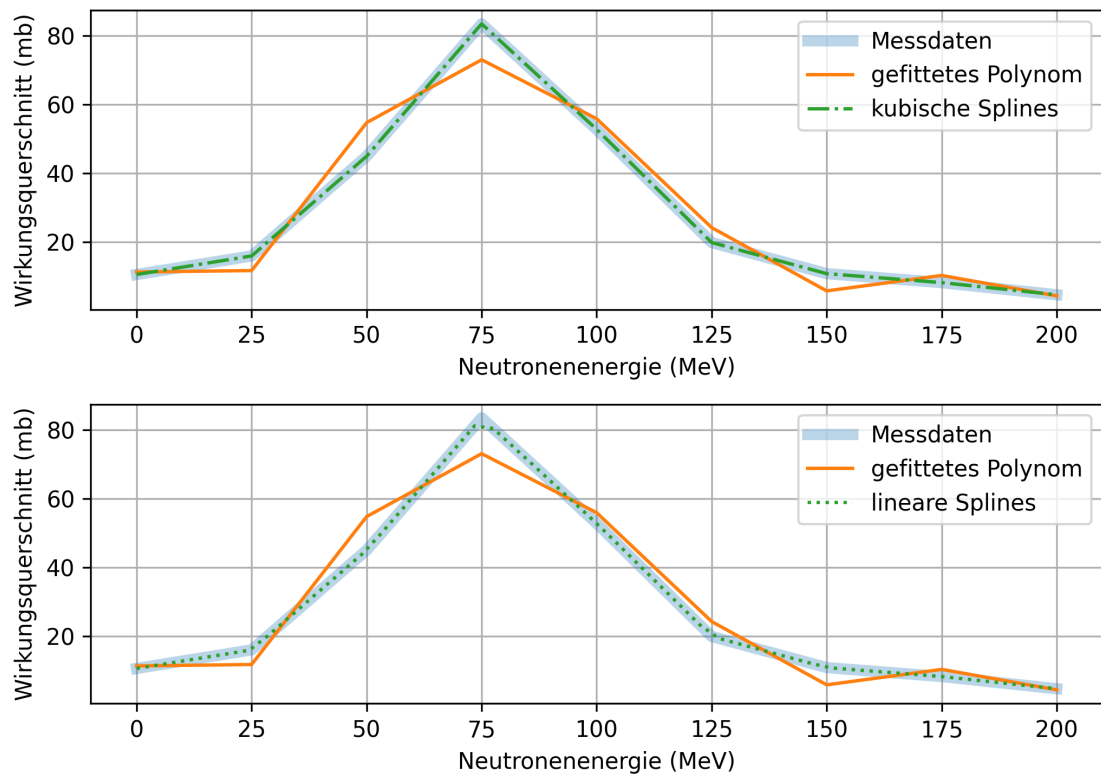 80
60
40
20
Wirkungsquerschnitt (mb)
Messdaten
gefittetes Polynom
kubische Splines
0 25 50 75 100 125 150 175 200
Neutronenenergie (MeV)
80
60
40
20
Wirkungsquerschnitt (mb)
Messdaten
gefittetes Polynom
lineare Splines
0 25 50 75 100 125 150 175 200
Neutronenenergie (MeV)